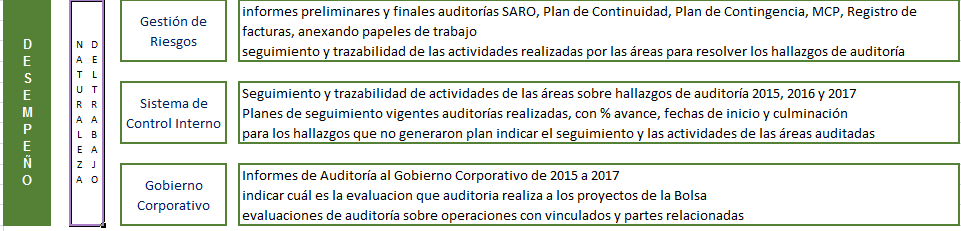 DESEMPEÑO
NATURALEZA
DEL TRABAJO
Gestión de
Riesgos
informes preliminares y finales auditorías SARO, Plan de Continuidad, Plan de Contingencia, MCP, Registro de
facturas, anexando papeles de trabajo
seguimiento y trazabilidad de las actividades realizadas por las áreas para resolver los hallazgos de auditoría
Sistema de
Control Interno
Seguimiento y trazabilidad de actividades de las áreas sobre hallazgos de auditoría 2015, 2016 y 2017
Planes de seguimiento vigentes auditorías realizadas, con % avance, fechas de inicio y culminación
para los hallazgos que no generaron plan indicar el seguimiento y las actividades de las áreas auditadas
Gobierno
Corporativo
Informes de Auditoría al Gobierno Corporativo de 2015 a 2017
indicar cuál es la evaluacion que auditoria realiza a los proyectos de la Bolsa
evaluaciones de auditoría sobre operaciones con vinculados y partes relacionadas